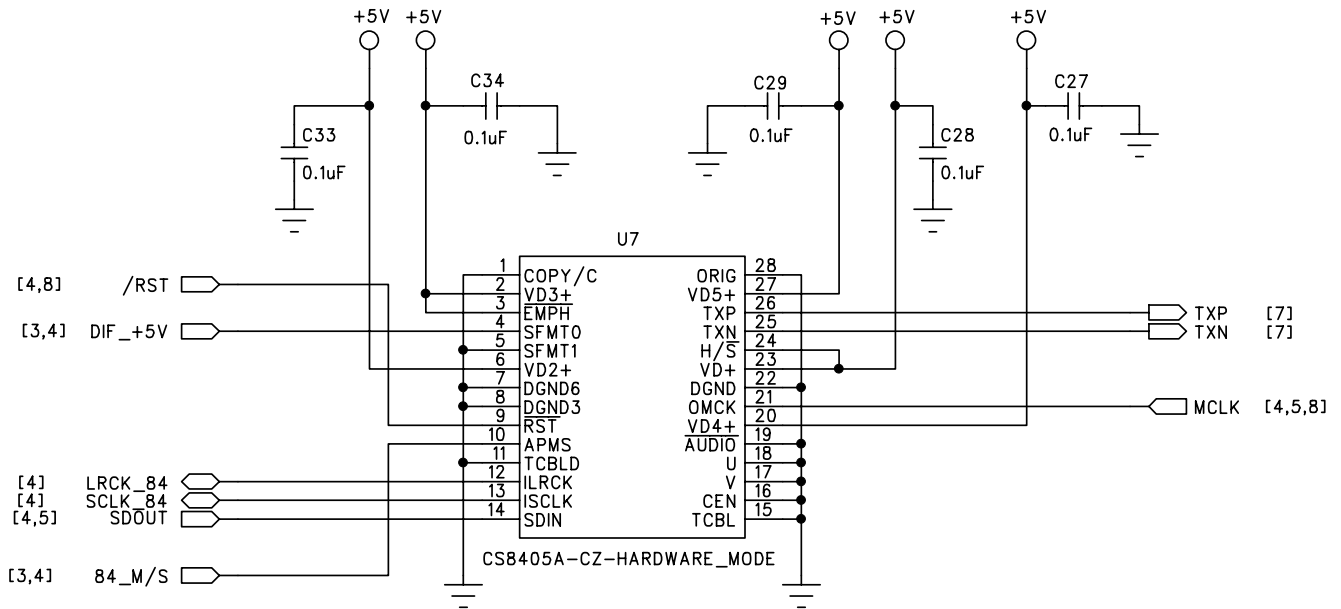 +5V +5V +5V +5V +5V
C34 C29 C27
C33 0.1uF 0.1uF C28 0.1uF
0.1uF 0.1uF
U7
1 COPY/C ORIG 28
[4,8] /RST 2 VD3+ VD5+ 27
3 EMPH TXP 26 TXP [7]
[3,4] DIF_+5V 4 SFMT0 TXN 25 TXN [7]
5 SFMT1 H/S 24
6 VD2+ VD+ 23
7 DGND6 DGND 22
8 DGND3 OMCK 21 MCLK [4,5,8]
9 RST VD4+ 20
10 APMS AUDIO 19
11 TCBLD U 18
[4] LRCK_84 12 ILRCK V 17
[4] SCLK_84 13 ISCLK CEN 16
[4,5] SDOUT 14 SDIN TCBL 15
CS8405A-CZ-HARDWARE_MODE
[3,4] 84_M/S